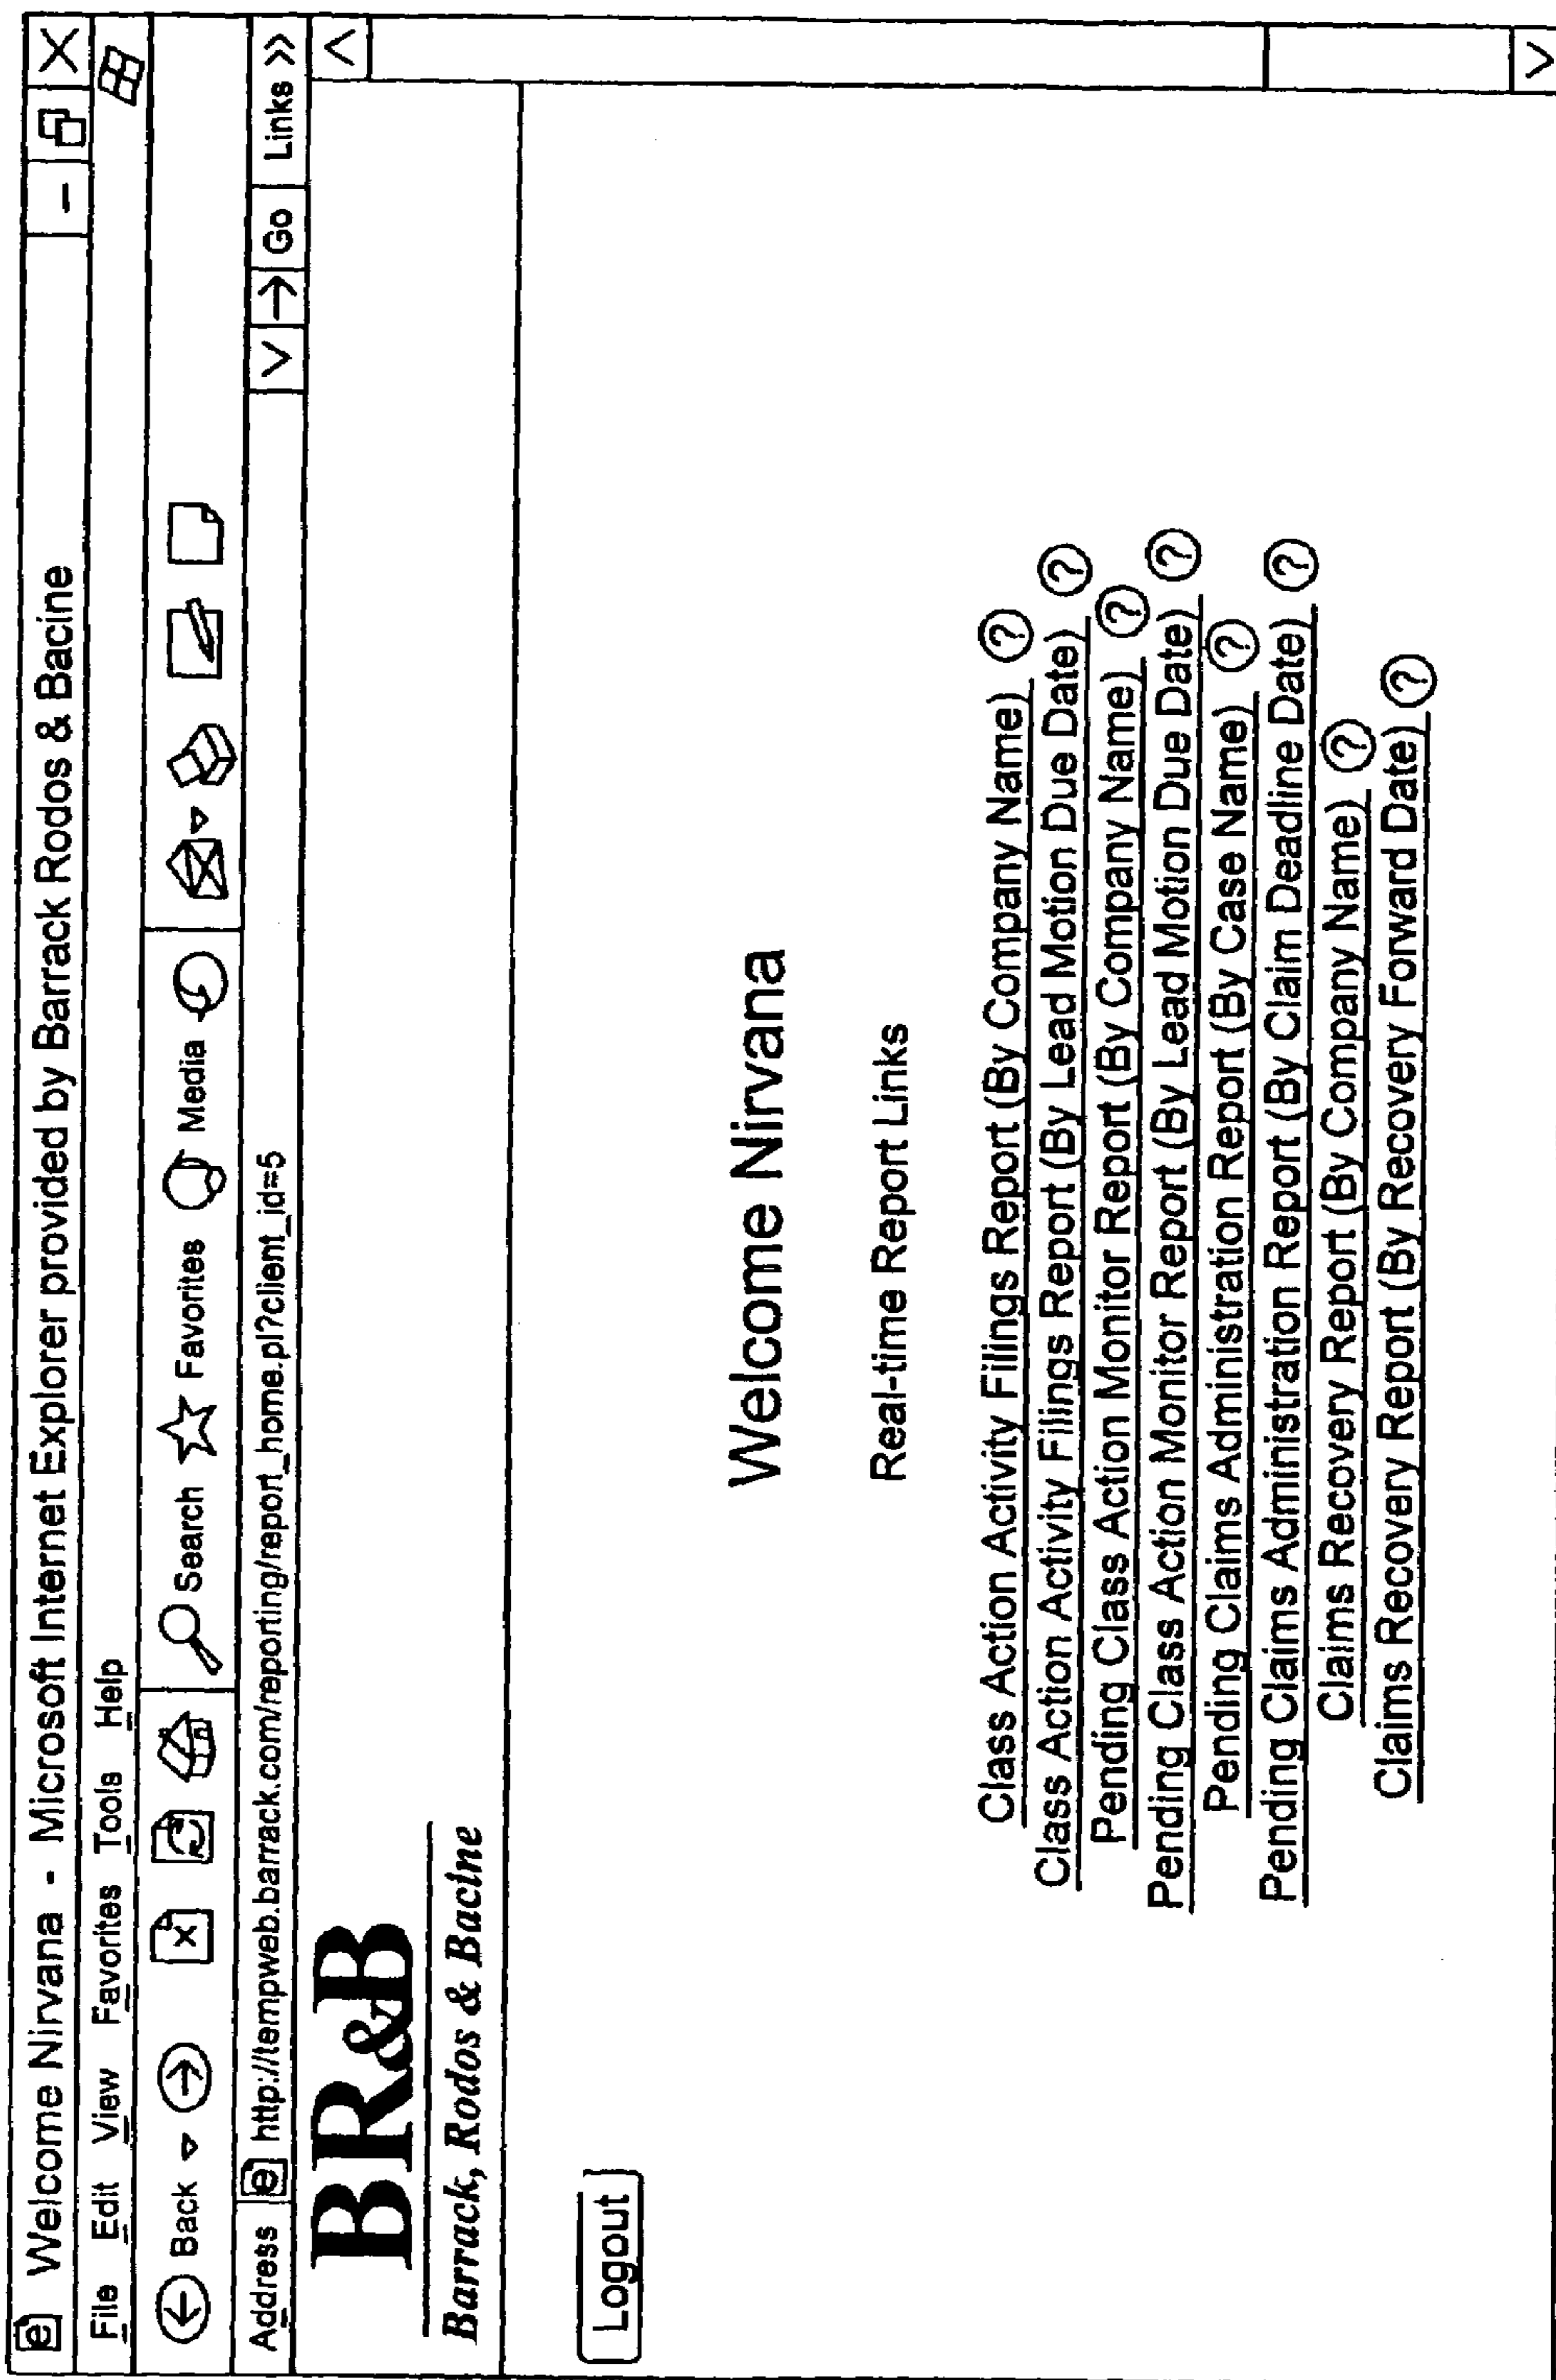 Welcome Nirvana - Microsoft Internet Explorer provided by Barrack Rodos & Bacine
File Edit View Favorites Tools Help
Back Search Favorites Media
Address http://tempweb.barrack.com/reporting/report_home.pl?client_id=5 Go Links >>
BR&B
Barrack, Rodos & Bacine
Logout
Welcome Nirvana
Real-time Report Links
Class Action Activity Filings Report (By Company Name) ?
Class Action Activity Filings Report (By Lead Motion Due Date) ?
Pending Class Action Monitor Report (By Company Name) ?
Pending Class Action Monitor Report (By Lead Motion Due Date) ?
Pending Claims Administration Report (By Case Name) ?
Pending Claims Administration Report (By Claim Deadline Date) ?
Claims Recovery Report (By Company Name) ?
Claims Recovery Report (By Recovery Forward Date) ?